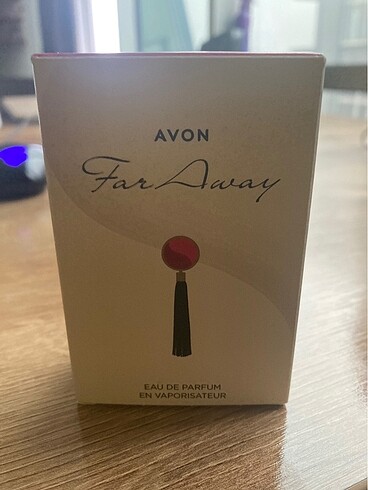 AVON
Far Away
EAU DE PARFUM
EN VAPORISATEUR